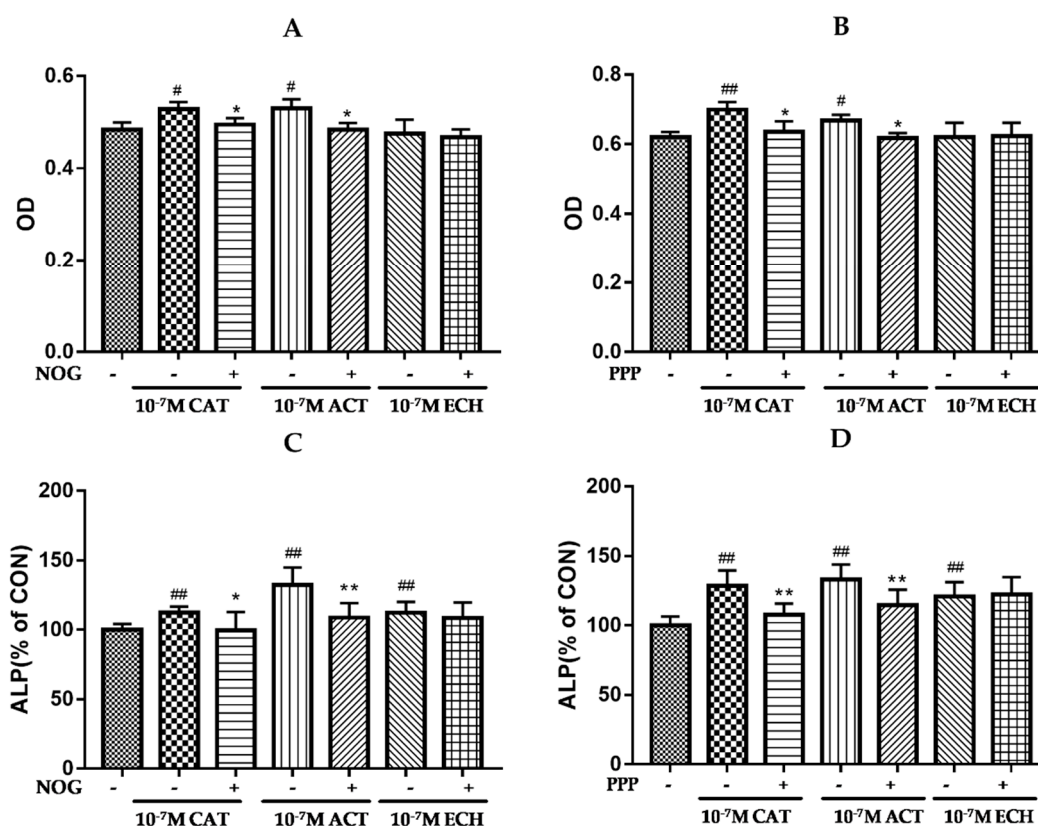 A
OD
0.6
0.4
0.2
0.0
# * # *
NOG - - + - + - +
10⁻⁷M CAT 10⁻⁷M ACT 10⁻⁷M ECH
B
OD
0.8
0.6
0.4
0.2
0.0
## * # *
PPP - - + - + - +
10⁻⁷M CAT 10⁻⁷M ACT 10⁻⁷M ECH
C
ALP(% of CON)
200
150
100
50
0
## * ## ** ##
NOG - - + - + - +
10⁻⁷M CAT 10⁻⁷M ACT 10⁻⁷M ECH
D
ALP(% of CON)
200
150
100
50
0
## ** ## ** ##
PPP - - + - + - +
10⁻⁷M CAT 10⁻⁷M ACT 10⁻⁷M ECH